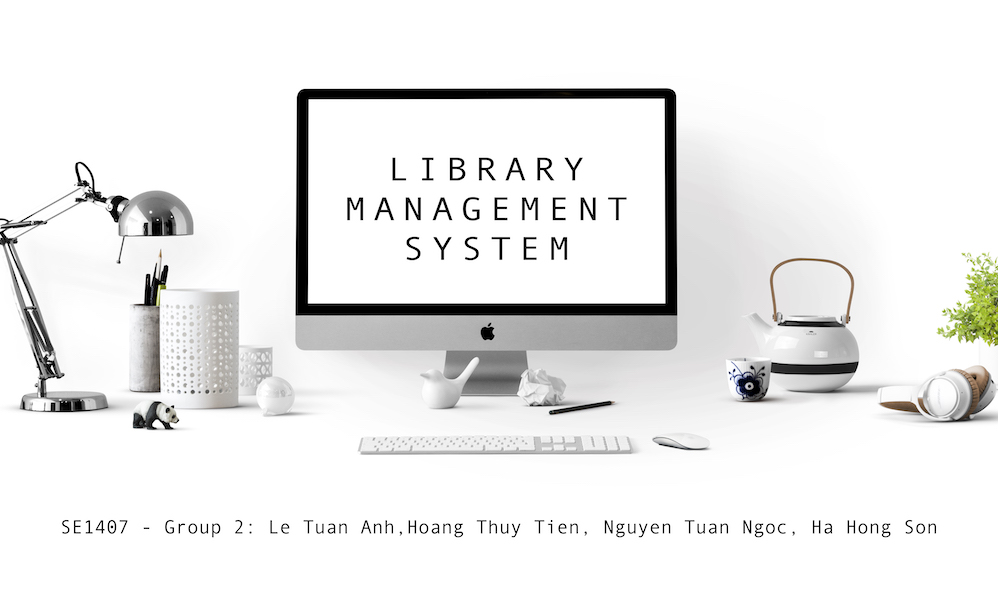 LIBRARY
MANAGEMENT
SYSTEM
SE1407 - Group 2: Le Tuan Anh,Hoang Thuy Tien, Nguyen Tuan Ngoc, Ha Hong Son